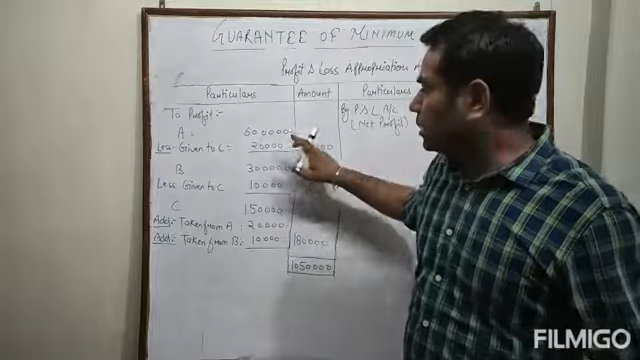 GUARANTEE OF MINIMUM
Profit & Loss Appropriation A
Particulars Amount Particulars
To Profit:-
By P & L A/C
(Net Profit)
A = 600000
Less:- Given to C = 20000
B 30000
Less Given to C 10000
C 150000
Add:- Taken from A : 20000
Add:- Taken from B : 10000 180000
1050000
FILMIGO